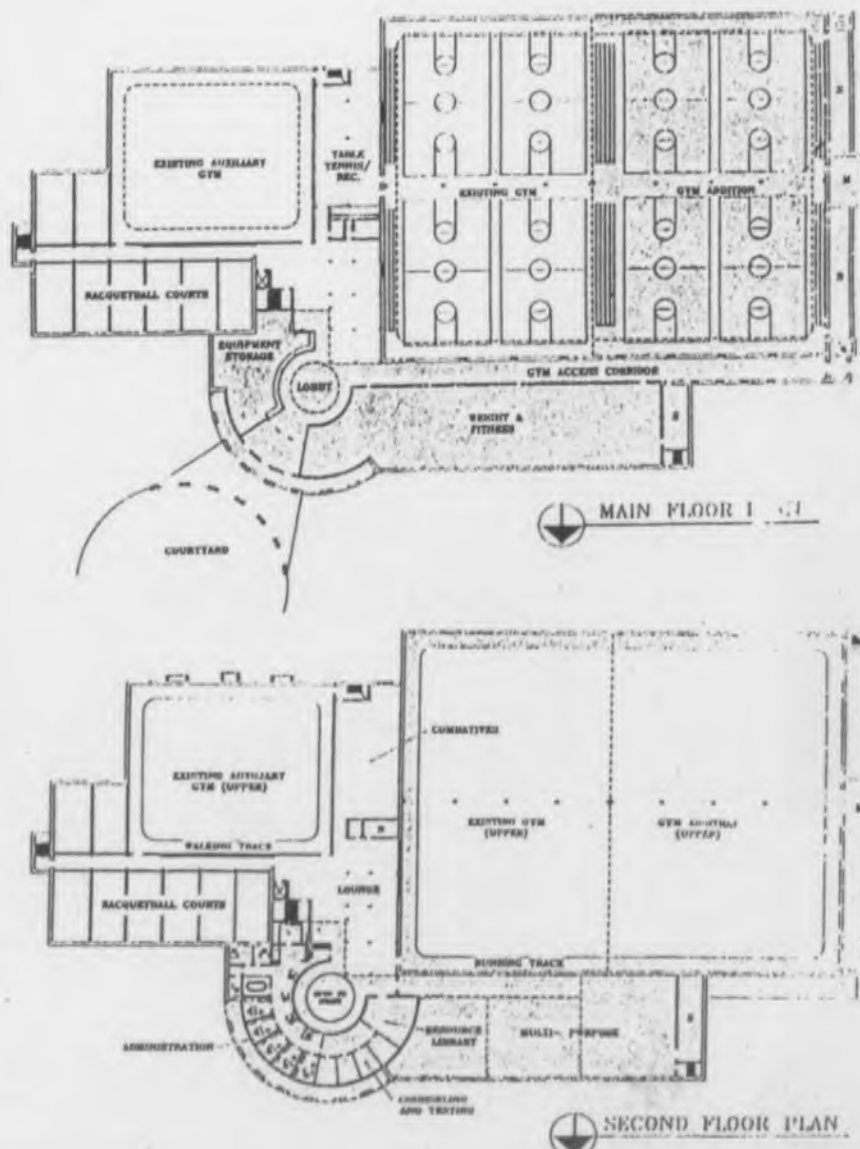 EXISTING AUXILIARY
GYM
TABLE
TENNIS/
REC.
EXISTING GYM
GYM ADDITION
RACQUETBALL COURTS
EQUIPMENT
STORAGE
LOBBY
GYM ACCESS CORRIDOR
WEIGHT &
FITNESS
COURTYARD
MAIN FLOOR
COMBATIVES
EXISTING AUXILIARY
GYM (UPPER)
WALKING TRACK
EXISTING GYM
(UPPER)
GYM ADDITION
(UPPER)
LOUNGE
RACQUETBALL COURTS
RUNNING TRACK
RESOURCE
LIBRARY
MULTI-PURPOSE
ADMINISTRATION
COUNSELING
AND TESTING
SECOND FLOOR PLAN